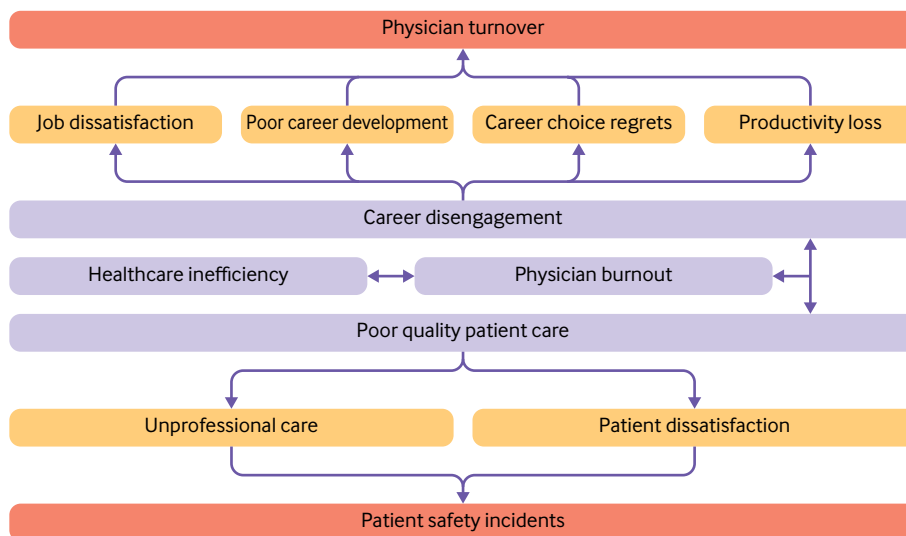 Physician turnover
Job dissatisfaction
Poor career development
Career choice regrets
Productivity loss
Career disengagement
Healthcare inefficiency
Physician burnout
Poor quality patient care
Unprofessional care
Patient dissatisfaction
Patient safety incidents